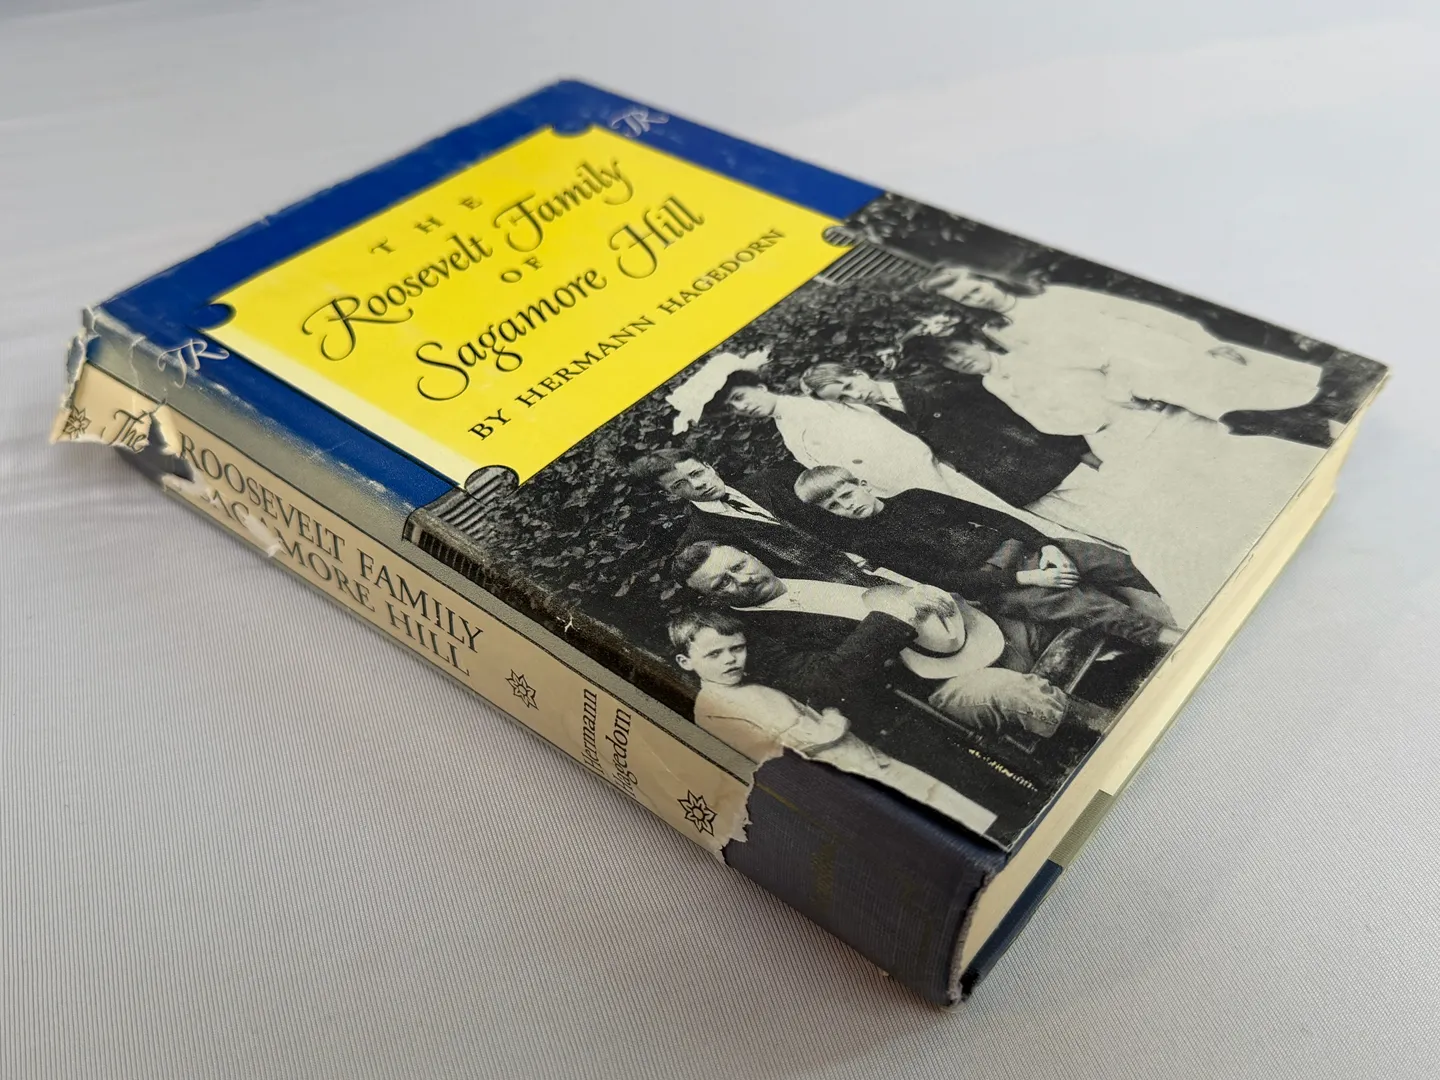 TR
THE
Roosevelt Family
OF
Sagamore Hill
BY HERMANN HAGEDORN
TR
The
ROOSEVELT FAMILY
SAGAMORE HILL
Hermann
Hagedorn